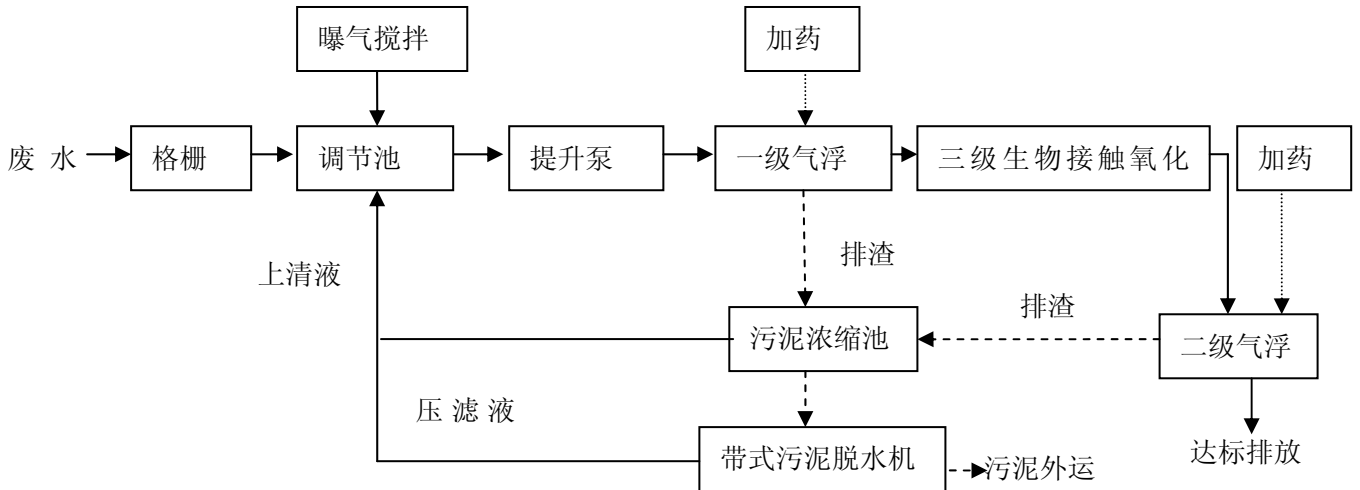 曝气搅拌
加药
废水
格栅
调节池
提升泵
一级气浮
三级生物接触氧化
加药
上清液
排渣
排渣
污泥浓缩池
二级气浮
压滤液
带式污泥脱水机
污泥外运
达标排放